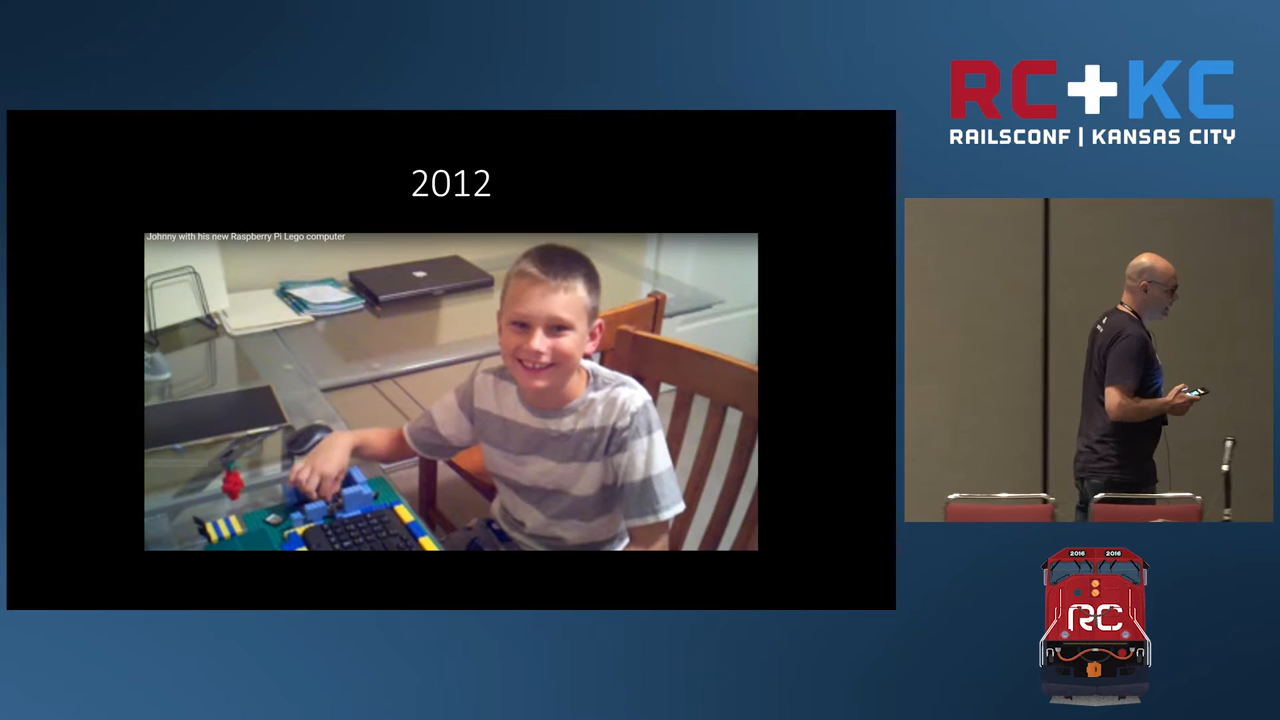 2012
Johnny with his new Raspberry Pi Lego computer
RC+KC
RAILSCONF | KANSAS CITY
2016 2016
RC